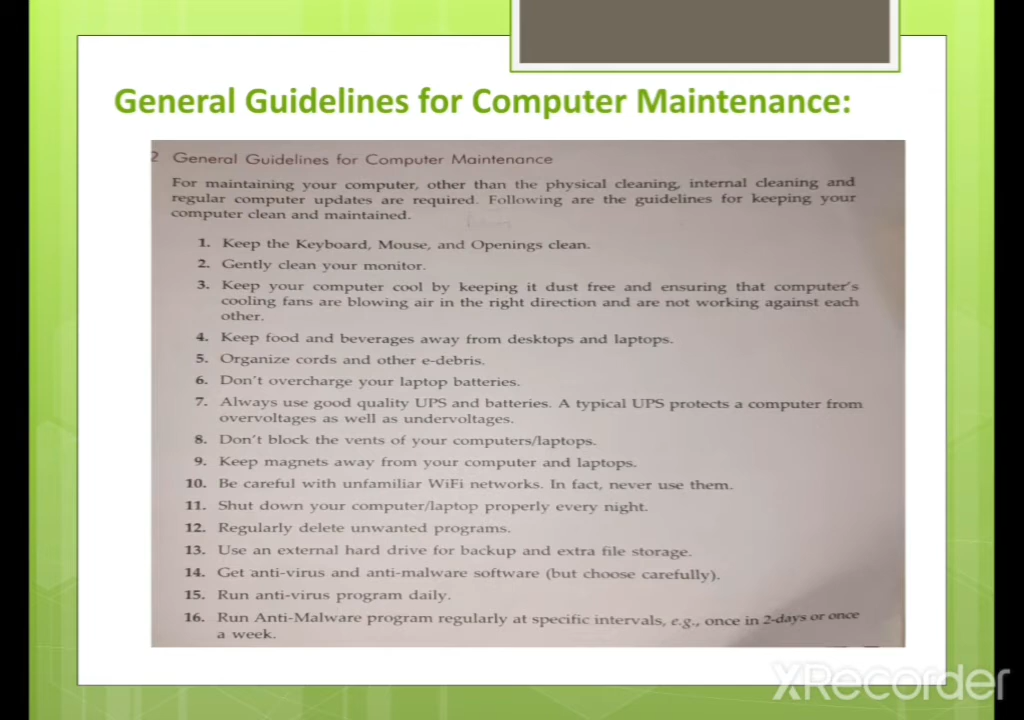 General Guidelines for Computer Maintenance:
2 General Guidelines for Computer Maintenance
For maintaining your computer, other than the physical cleaning, internal cleaning and
regular computer updates are required. Following are the guidelines for keeping your
computer clean and maintained.
1. Keep the Keyboard, Mouse, and Openings clean.
2. Gently clean your monitor.
3. Keep your computer cool by keeping it dust free and ensuring that computer's
cooling fans are blowing air in the right direction and are not working against each
other.
4. Keep food and beverages away from desktops and laptops.
5. Organize cords and other e-debris.
6. Don't overcharge your laptop batteries.
7. Always use good quality UPS and batteries. A typical UPS protects a computer from
overvoltages as well as undervoltages.
8. Don't block the vents of your computers/laptops.
9. Keep magnets away from your computer and laptops.
10. Be careful with unfamiliar WiFi networks. In fact, never use them.
11. Shut down your computer/laptop properly every night.
12. Regularly delete unwanted programs.
13. Use an external hard drive for backup and extra file storage.
14. Get anti-virus and anti-malware software (but choose carefully).
15. Run anti-virus program daily.
16. Run Anti-Malware program regularly at specific intervals, e.g., once in 2-days or once
a week.
XRecorder